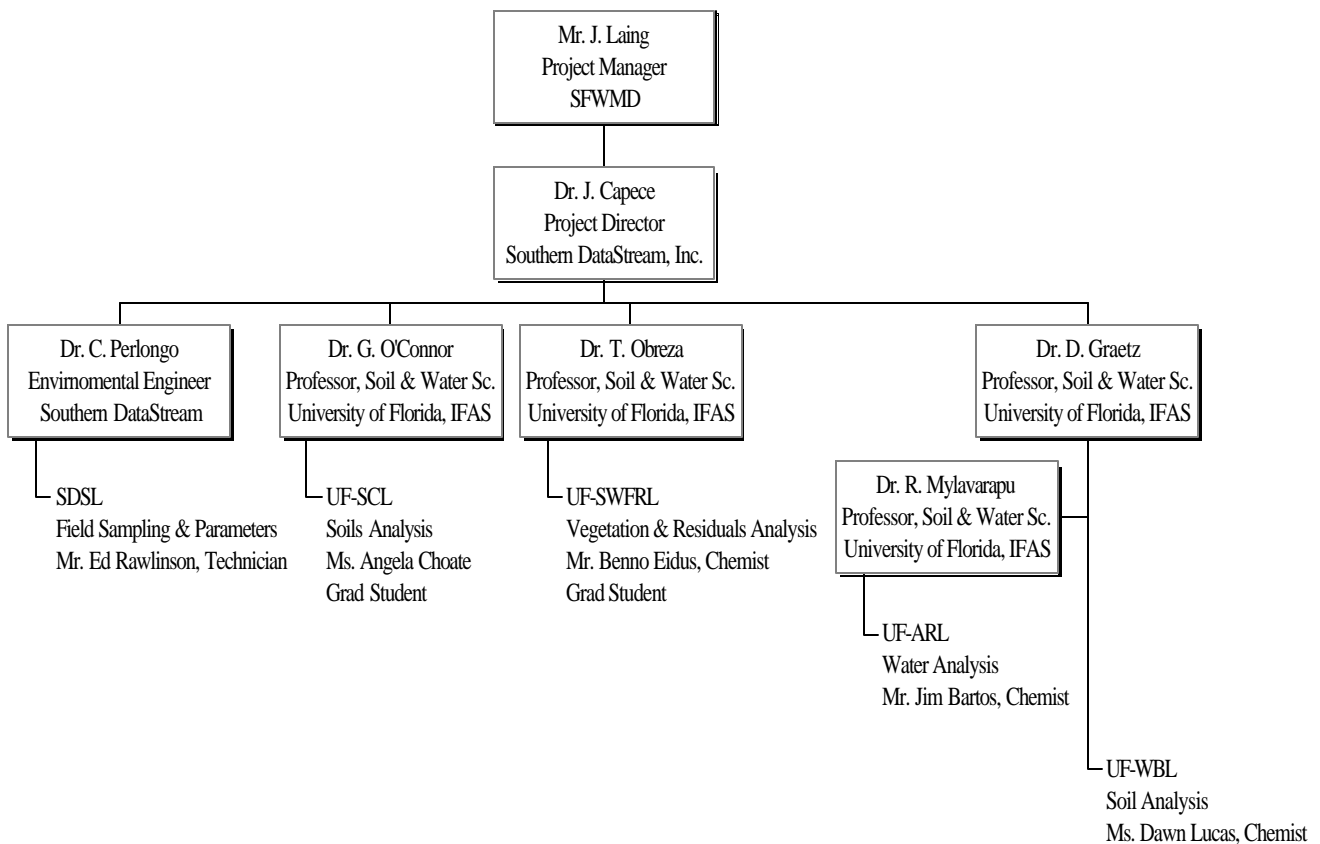 Mr. J. Laing
Project Manager
SFWMD
Dr. J. Capece
Project Director
Southern DataStream, Inc.
Dr. C. Perlongo
Envirnomental Engineer
Southern DataStream
Dr. G. O'Connor
Professor, Soil & Water Sc.
University of Florida, IFAS
Dr. T. Obreza
Professor, Soil & Water Sc.
University of Florida, IFAS
Dr. D. Graetz
Professor, Soil & Water Sc.
University of Florida, IFAS
SDSL
Field Sampling & Parameters
Mr. Ed Rawlinson, Technician
UF-SCL
Soils Analysis
Ms. Angela Choate
Grad Student
UF-SWFRL
Vegetation & Residuals Analysis
Mr. Benno Eidus, Chemist
Grad Student
Dr. R. Mylavarapu
Professor, Soil & Water Sc.
University of Florida, IFAS
UF-ARL
Water Analysis
Mr. Jim Bartos, Chemist
UF-WBL
Soil Analysis
Ms. Dawn Lucas, Chemist